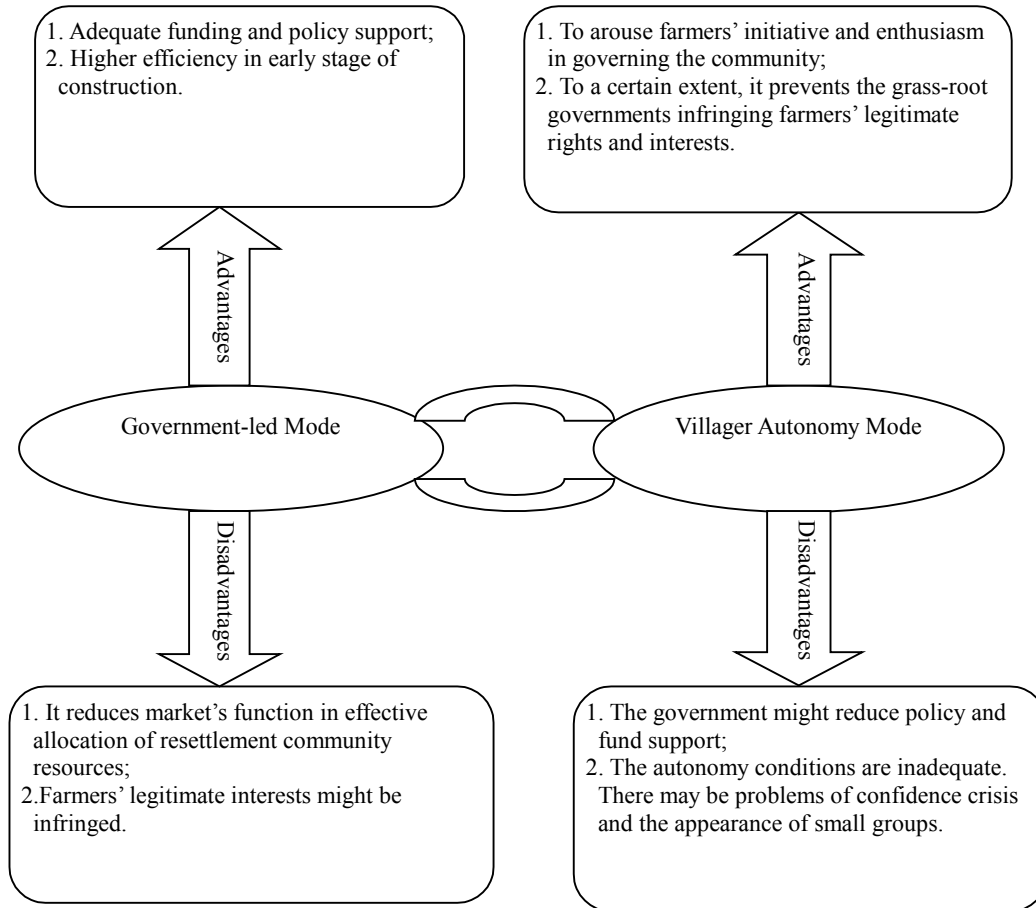 1. Adequate funding and policy support;
2. Higher efficiency in early stage of
construction.
1. To arouse farmers’ initiative and enthusiasm
in governing the community;
2. To a certain extent, it prevents the grass-root
governments infringing farmers’ legitimate
rights and interests.
Advantages
Advantages
Government-led Mode
Villager Autonomy Mode
Disadvantages
Disadvantages
1. It reduces market’s function in effective
allocation of resettlement community
resources;
2.Farmers’ legitimate interests might be
infringed.
1. The government might reduce policy and
fund support;
2. The autonomy conditions are inadequate.
There may be problems of confidence crisis
and the appearance of small groups.